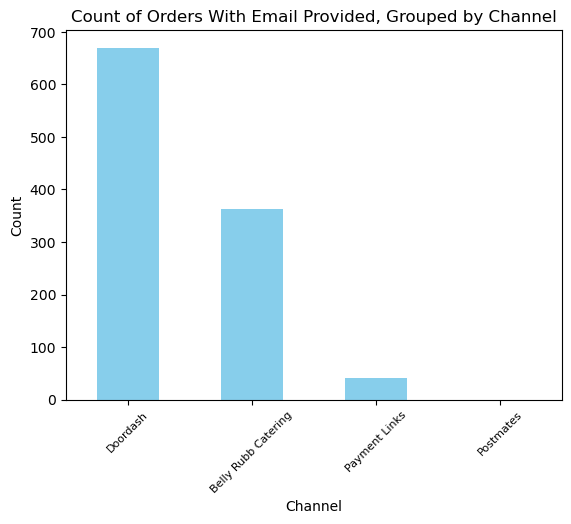 Count of Orders With Email Provided, Grouped by Channel
700
600
500
400
300
200
100
0
Count
Doordash
Belly Rubb Catering
Payment Links
Postmates
Channel